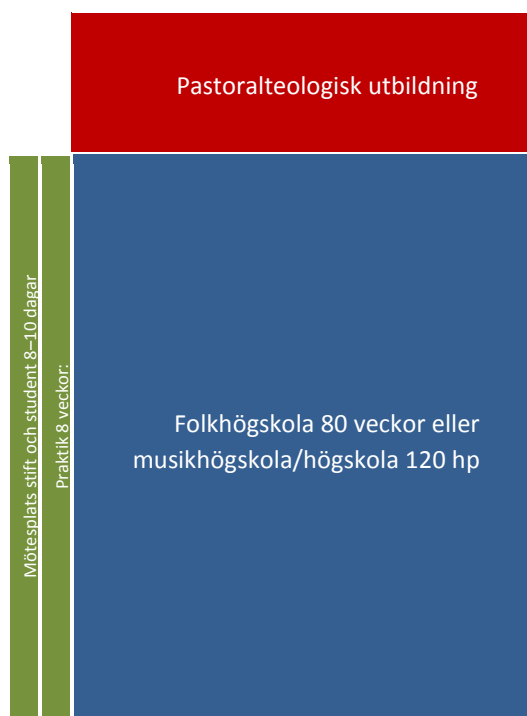 Pastoralteologisk utbildning
Mötesplats stift och student 8–10 dagar
Praktik 8 veckor:
Folkhögskola 80 veckor eller
musikhögskola/högskola 120 hp